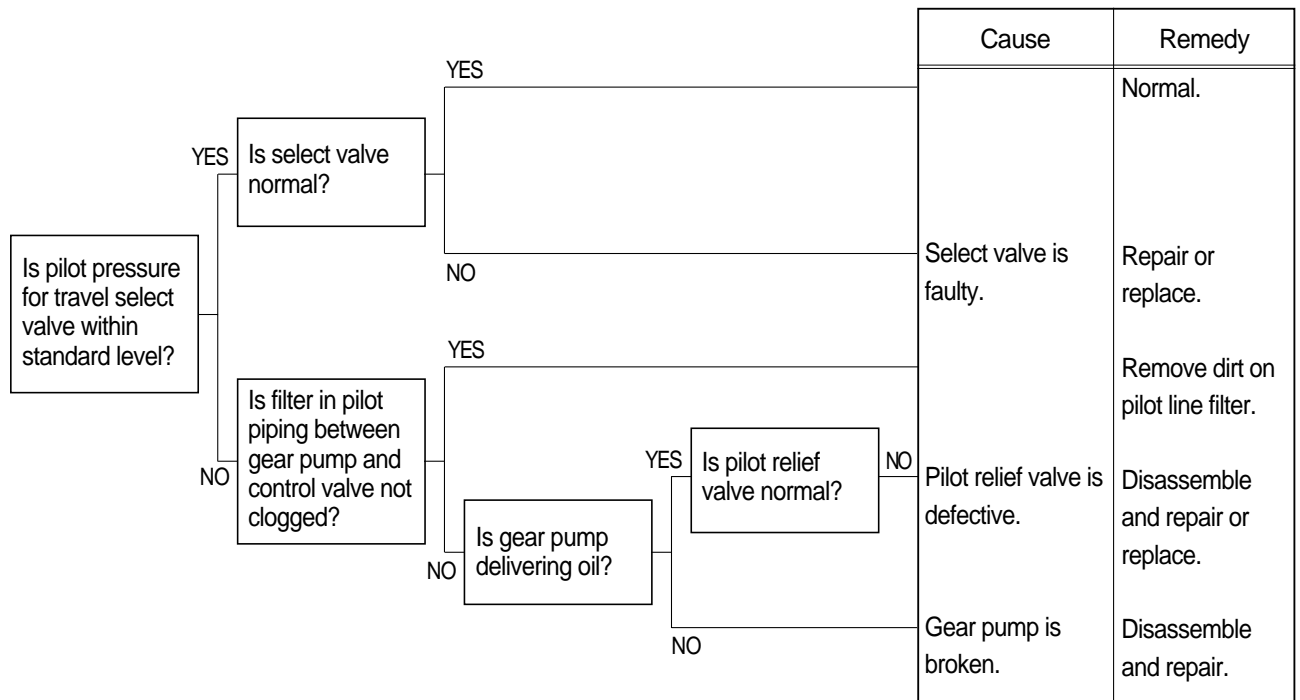 Cause
Remedy
YES
Normal.
YES
Is select valve
normal?
NO
Select valve is
faulty.
Repair or
replace.
Is pilot pressure
for travel select
valve within
standard level?
YES
Remove dirt on
pilot line filter.
NO
Is filter in pilot
piping between
gear pump and
control valve not
clogged?
YES
Is pilot relief
valve normal?
NO
Pilot relief valve is
defective.
Disassemble
and repair or
replace.
NO
Is gear pump
delivering oil?
NO
Gear pump is
broken.
Disassemble
and repair.